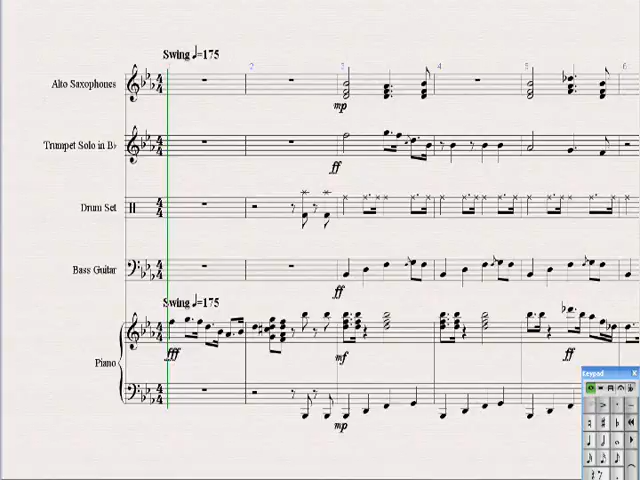 Swing ♩=175
2 3 4 5 6
Alto Saxophones
mp
Trumpet Solo in B♭
ff
Drum Set
Bass Guitar
ff
Swing ♩=175
Piano
fff mf ff
mp
Keypad